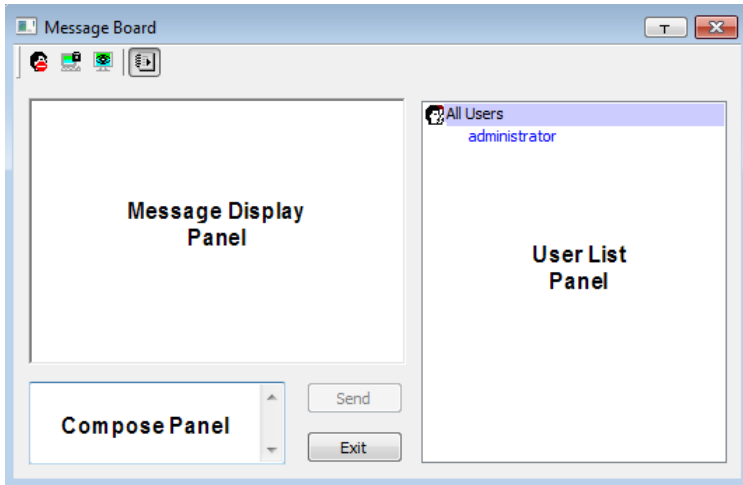 Message Board
T
All Users
administrator
Message Display
Panel
User List
Panel
Compose Panel
Send
Exit